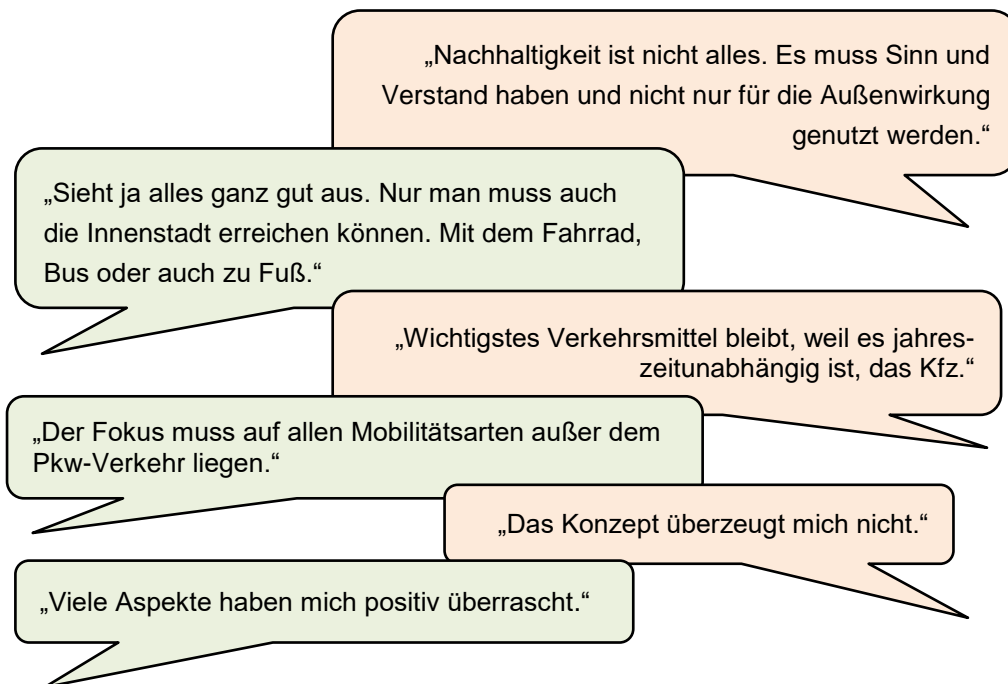 „Nachhaltigkeit ist nicht alles. Es muss Sinn und
Verstand haben und nicht nur für die Außenwirkung
genutzt werden.“
„Sieht ja alles ganz gut aus. Nur man muss auch
die Innenstadt erreichen können. Mit dem Fahrrad,
Bus oder auch zu Fuß.“
„Wichtigstes Verkehrsmittel bleibt, weil es jahres-
zeitunabhängig ist, das Kfz.“
„Der Fokus muss auf allen Mobilitätsarten außer dem
Pkw-Verkehr liegen.“
„Das Konzept überzeugt mich nicht.“
„Viele Aspekte haben mich positiv überrascht.“